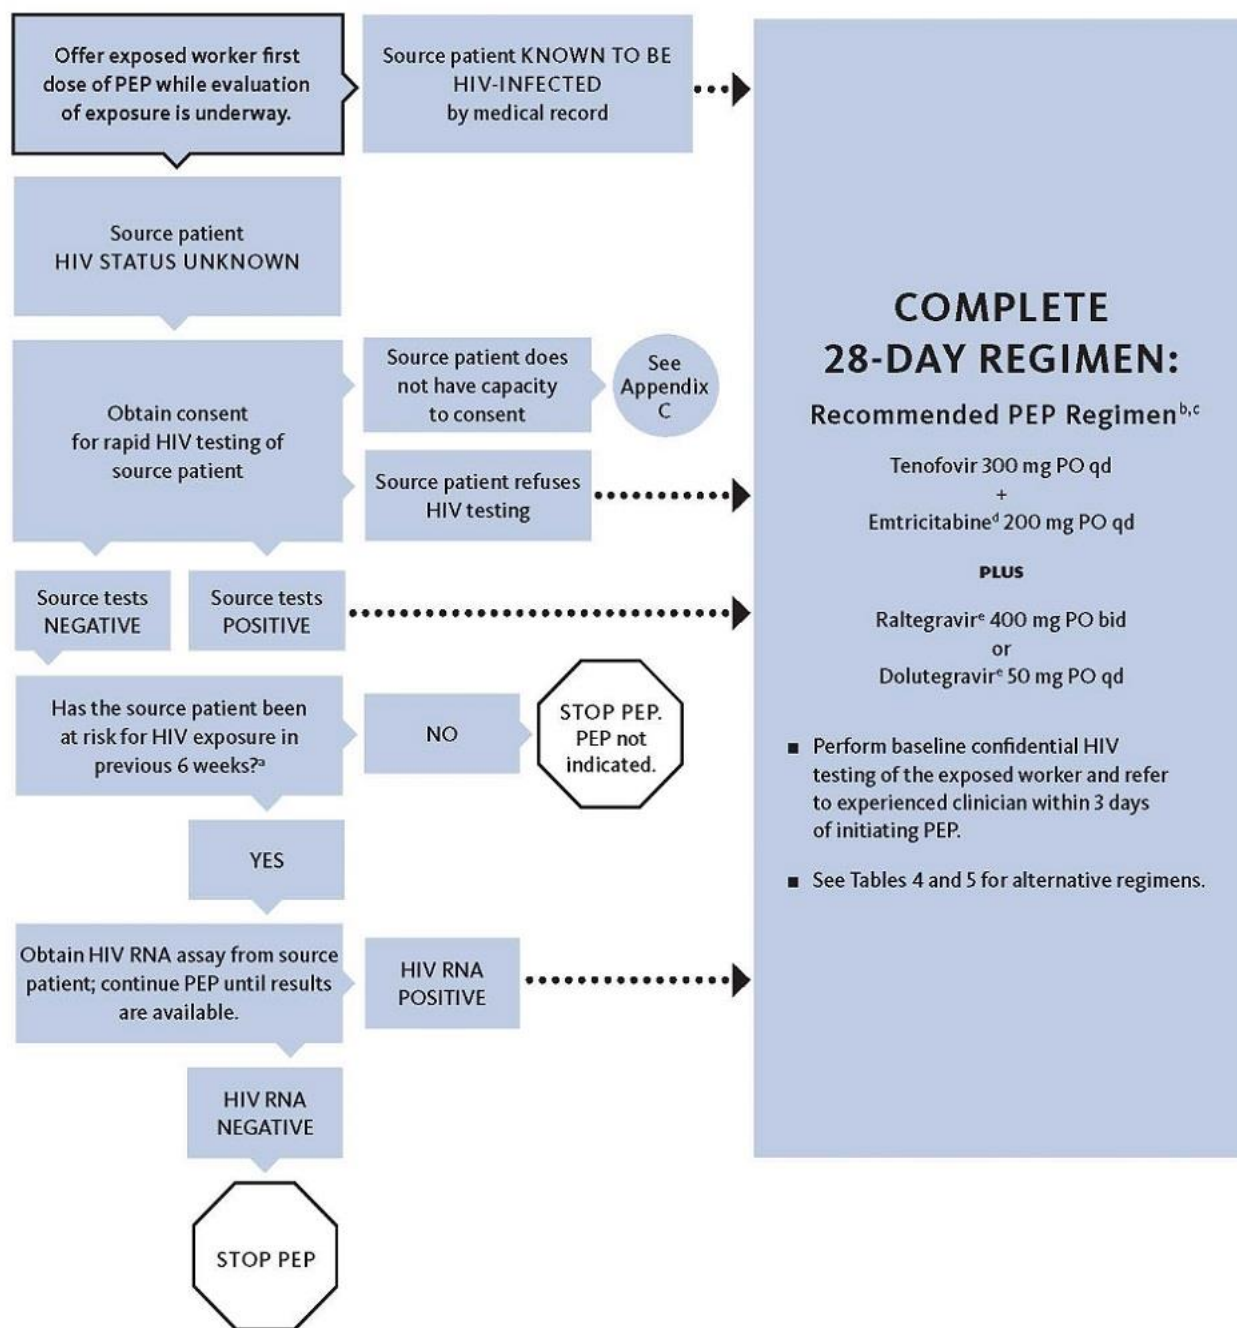 Offer exposed worker first
dose of PEP while evaluation
of exposure is underway.
Source patient KNOWN TO BE
HIV-INFECTED
by medical record
Source patient
HIV STATUS UNKNOWN
Obtain consent
for rapid HIV testing of
source patient
Source patient does
not have capacity
to consent
See
Appendix
C
Source patient refuses
HIV testing
Source tests
NEGATIVE
Source tests
POSITIVE
Has the source patient been
at risk for HIV exposure in
previous 6 weeks?ᵃ
NO
STOP PEP.
PEP not
indicated.
YES
Obtain HIV RNA assay from source
patient; continue PEP until results
are available.
HIV RNA
POSITIVE
HIV RNA
NEGATIVE
STOP PEP
COMPLETE
28-DAY REGIMEN:
Recommended PEP Regimenᵇ,ᶜ
Tenofovir 300 mg PO qd
+
Emtricitabineᵈ 200 mg PO qd
PLUS
Raltegravirᵉ 400 mg PO bid
or
Dolutegravirᵉ 50 mg PO qd
■ Perform baseline confidential HIV
testing of the exposed worker and refer
to experienced clinician within 3 days
of initiating PEP.
■ See Tables 4 and 5 for alternative regimens.